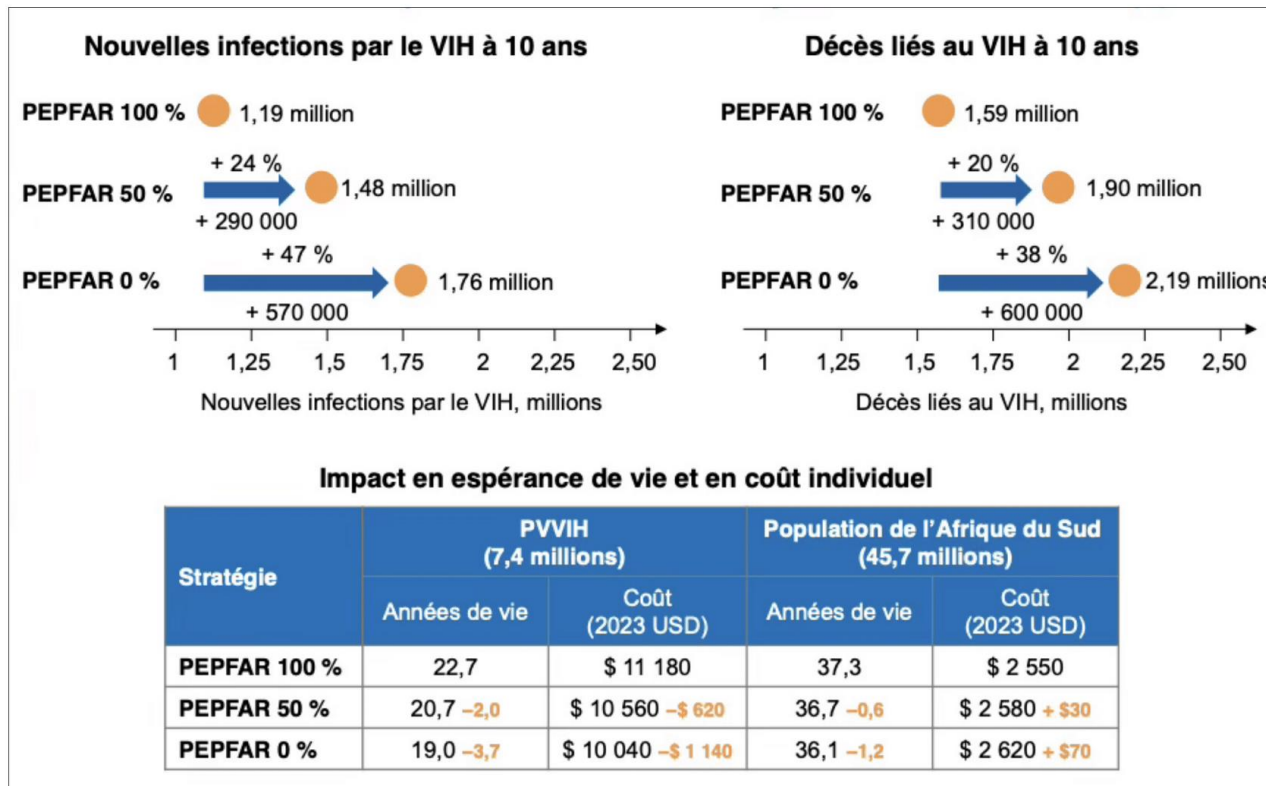 Nouvelles infections par le VIH à 10 ans
PEPFAR 100 % 1,19 million
+ 24 %
PEPFAR 50 % 1,48 million
+ 290 000
+ 47 %
PEPFAR 0 % 1,76 million
+ 570 000
1 1,25 1,5 1,75 2 2,25 2,50
Nouvelles infections par le VIH, millions
Décès liés au VIH à 10 ans
PEPFAR 100 % 1,59 million
+ 20 %
PEPFAR 50 % 1,90 million
+ 310 000
+ 38 %
PEPFAR 0 % 2,19 millions
+ 600 000
1 1,25 1,5 1,75 2 2,25 2,50
Décès liés au VIH, millions
Impact en espérance de vie et en coût individuel
Stratégie
PVVIH
(7,4 millions)
Population de l’Afrique du Sud
(45,7 millions)
Années de vie
Coût
(2023 USD)
Années de vie
Coût
(2023 USD)
PEPFAR 100 % 22,7 $ 11 180 37,3 $ 2 550
PEPFAR 50 % 20,7 –2,0 $ 10 560 –$ 620 36,7 –0,6 $ 2 580 + $30
PEPFAR 0 % 19,0 –3,7 $ 10 040 –$ 1 140 36,1 –1,2 $ 2 620 + $70